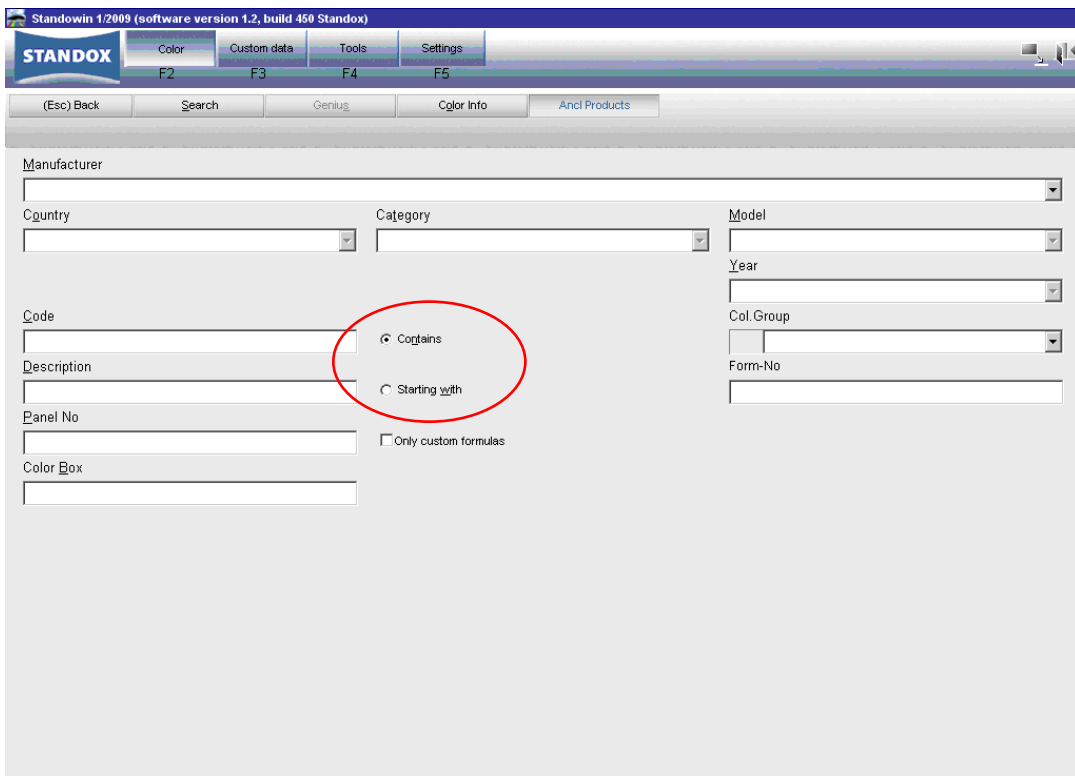 Standowin 1/2009 (software version 1.2, build 450 Standox)
STANDOX Color Custom data Tools Settings
F2 F3 F4 F5
(Esc) Back Search Genius Color Info Ancl Products
Manufacturer
Country Category Model
Year
Code Col.Group
Contains
Description Form-No
Starting with
Panel No
Only custom formulas
Color Box